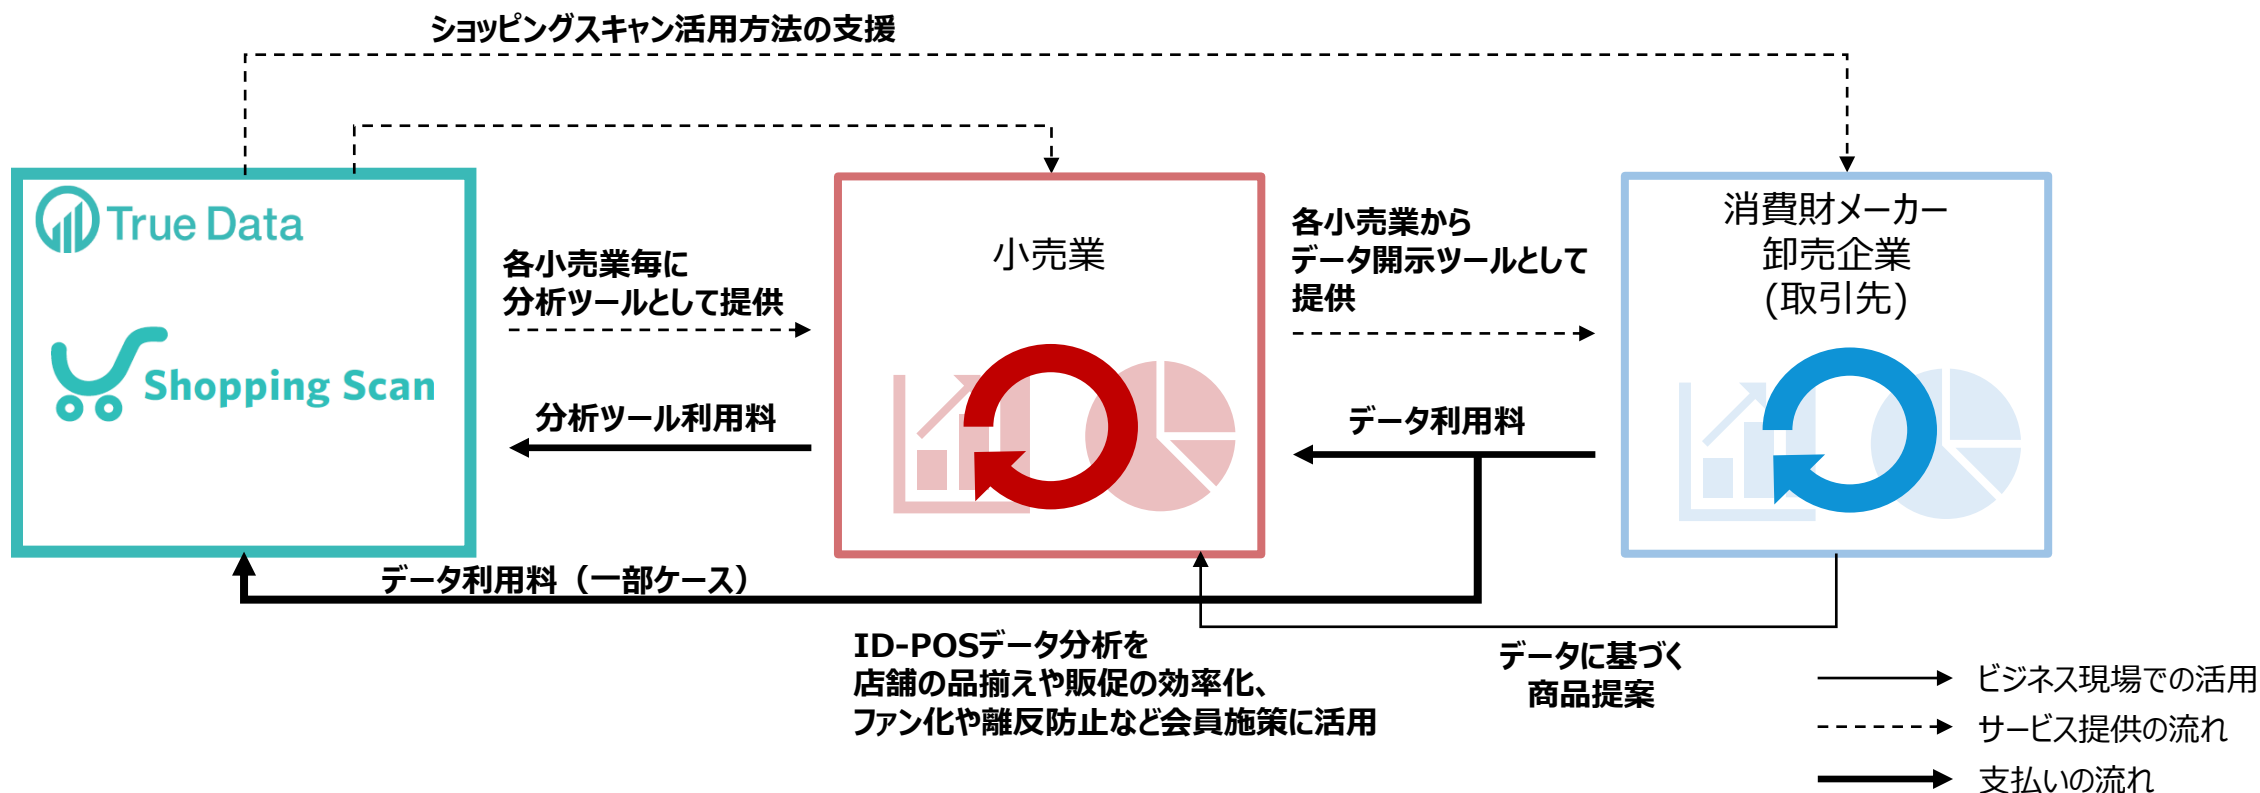 ショッピングスキャン活用方法の支援
True Data
Shopping Scan
各小売業毎に
分析ツールとして提供
分析ツール利用料
小売業
各小売業から
データ開示ツールとして
提供
データ利用料
消費財メーカー
卸売企業
(取引先)
データ利用料（一部ケース）
ID-POSデータ分析を
店舗の品揃えや販促の効率化、
ファン化や離反防止など会員施策に活用
データに基づく
商品提案
ビジネス現場での活用
サービス提供の流れ
支払いの流れ